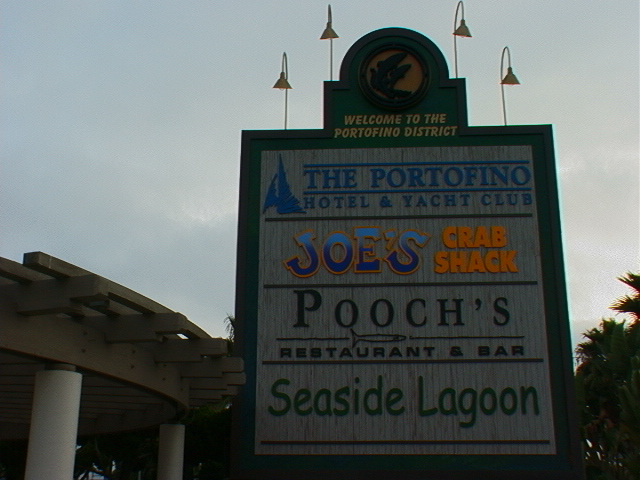 WELCOME TO THE
PORTOFINO DISTRICT
THE PORTOFINO
HOTEL & YACHT CLUB
JOE'S CRAB
SHACK
POOCH'S
RESTAURANT & BAR
Seaside Lagoon